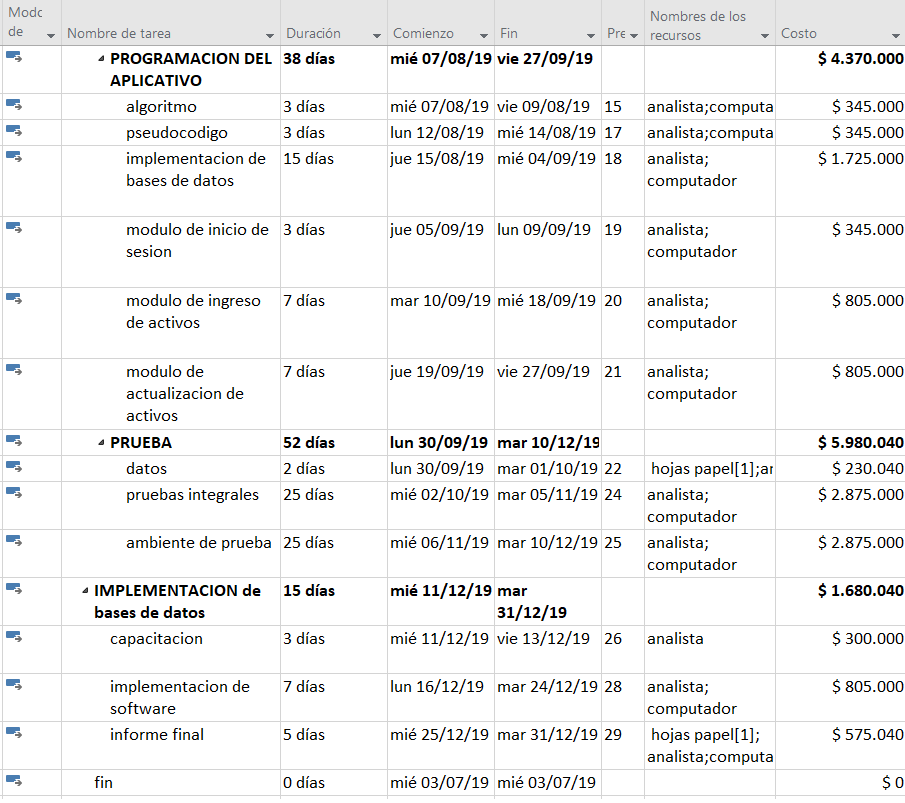 Modo
de
Nombre de tarea Duración Comienzo Fin Pre Nombres de los
recursos Costo
PROGRAMACION DEL
APLICATIVO 38 días mié 07/08/19 vie 27/09/19 $ 4.370.000
algoritmo 3 días mié 07/08/19 vie 09/08/19 15 analista;computa $ 345.000
pseudocodigo 3 días lun 12/08/19 mié 14/08/19 17 analista;computa $ 345.000
implementacion de
bases de datos 15 días jue 15/08/19 mié 04/09/19 18 analista;
computador $ 1.725.000
modulo de inicio de
sesion 3 días jue 05/09/19 lun 09/09/19 19 analista;
computador $ 345.000
modulo de ingreso
de activos 7 días mar 10/09/19 mié 18/09/19 20 analista;
computador $ 805.000
modulo de
actualizacion de
activos 7 días jue 19/09/19 vie 27/09/19 21 analista;
computador $ 805.000
PRUEBA 52 días lun 30/09/19 mar 10/12/19 $ 5.980.040
datos 2 días lun 30/09/19 mar 01/10/19 22 hojas papel[1];ar $ 230.040
pruebas integrales 25 días mié 02/10/19 mar 05/11/19 24 analista;
computador $ 2.875.000
ambiente de prueba 25 días mié 06/11/19 mar 10/12/19 25 analista;
computador $ 2.875.000
IMPLEMENTACION de
bases de datos 15 días mié 11/12/19 mar
31/12/19 $ 1.680.040
capacitacion 3 días mié 11/12/19 vie 13/12/19 26 analista $ 300.000
implementacion de
software 7 días lun 16/12/19 mar 24/12/19 28 analista;
computador $ 805.000
informe final 5 días mié 25/12/19 mar 31/12/19 29 hojas papel[1];
analista;computa $ 575.040
fin 0 días mié 03/07/19 mié 03/07/19 $ 0